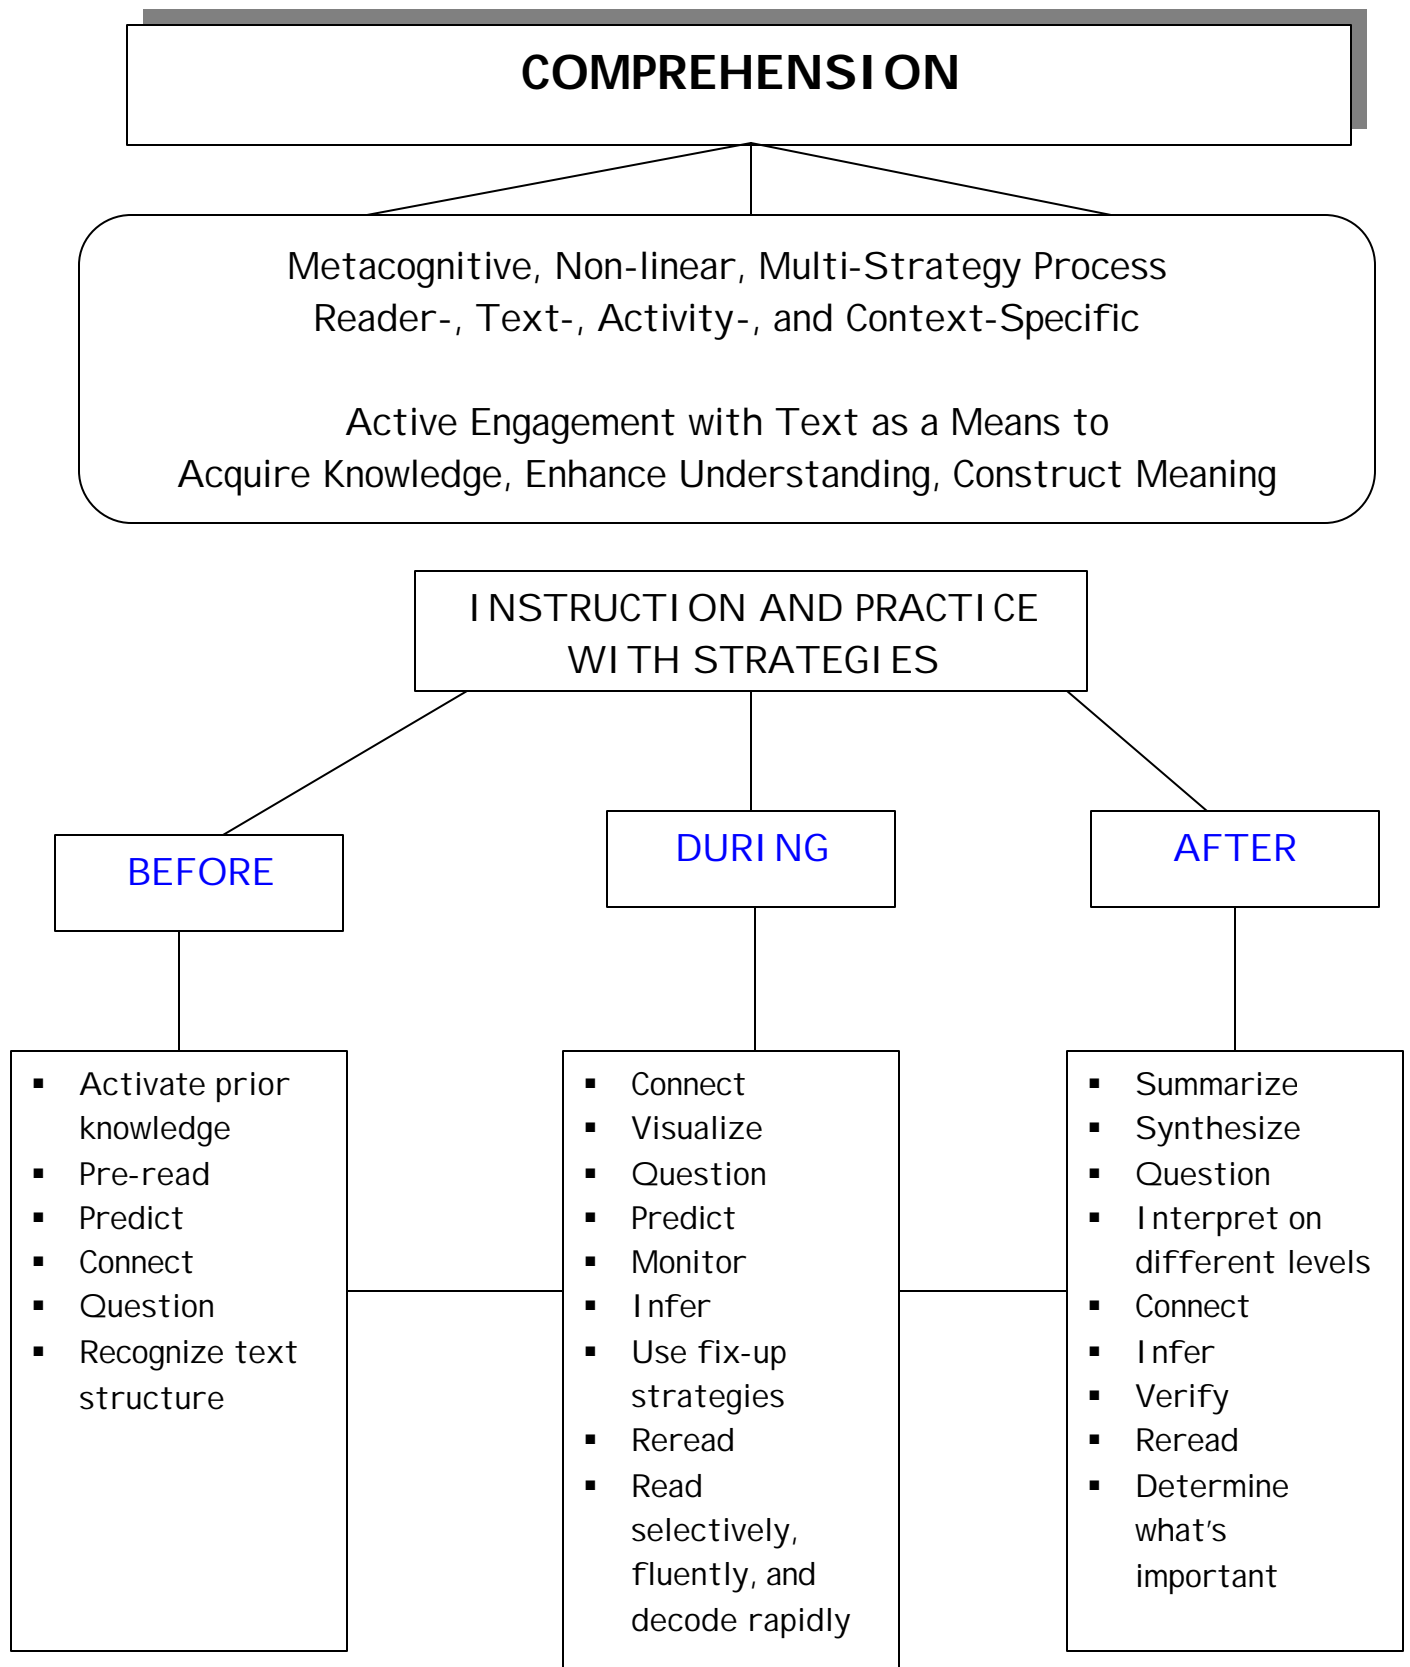 COMPREHENSION
Metacognitive, Non-linear, Multi-Strategy Process
Reader-, Text-, Activity-, and Context-Specific
Active Engagement with Text as a Means to
Acquire Knowledge, Enhance Understanding, Construct Meaning
INSTRUCTION AND PRACTICE
WITH STRATEGIES
BEFORE
DURING
AFTER
▪ Activate prior
knowledge
▪ Pre-read
▪ Predict
▪ Connect
▪ Question
▪ Recognize text
structure
▪ Connect
▪ Visualize
▪ Question
▪ Predict
▪ Monitor
▪ Infer
▪ Use fix-up
strategies
▪ Reread
▪ Read
selectively,
fluently, and
decode rapidly
▪ Summarize
▪ Synthesize
▪ Question
▪ Interpret on
different levels
▪ Connect
▪ Infer
▪ Verify
▪ Reread
▪ Determine
what's
important